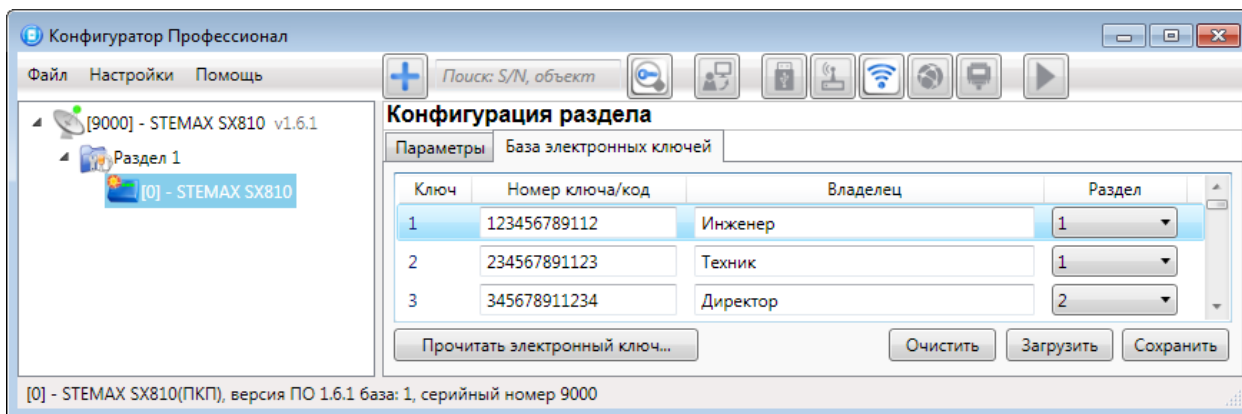 Конфигуратор Профессионал
Файл Настройки Помощь
Поиск: S/N, объект
[9000] - STEMAX SX810 v1.6.1
Раздел 1
[0] - STEMAX SX810
Конфигурация раздела
Параметры База электронных ключей
Ключ Номер ключа/код Владелец Раздел
1 123456789112 Инженер 1
2 234567891123 Техник 1
3 345678911234 Директор 2
Прочитать электронный ключ... Очистить Загрузить Сохранить
[0] - STEMAX SX810(ПКП), версия ПО 1.6.1 база: 1, серийный номер 9000